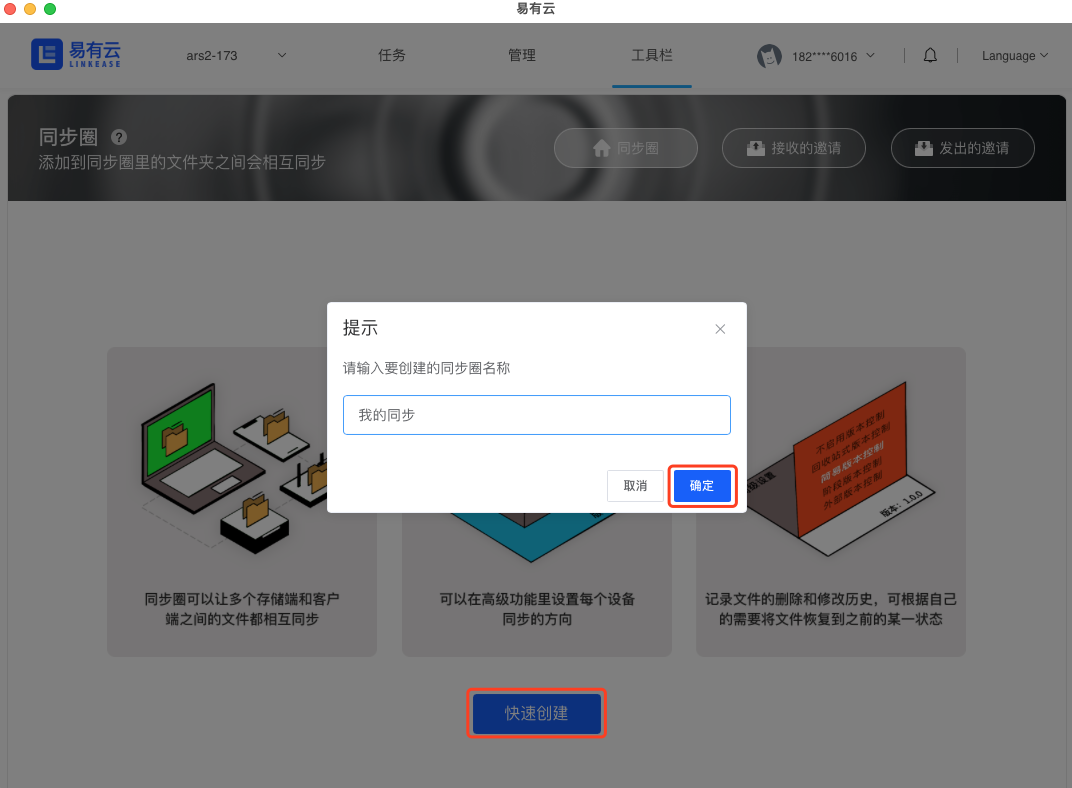 易有云
易有云
LINKEASE
ars2-173
任务
管理
工具栏
182****6016
Language
同步圈 ?
添加到同步圈里的文件夹之间会相互同步
同步圈
接收的邀请
发出的邀请
提示
请输入要创建的同步圈名称
我的同步
取消
确定
不启用版本控制
回收站式版本控制
简易版本控制
阶段版本控制
外部版本控制
级设置
版本：1.0.0
同步圈可以让多个存储端和客户
端之间的文件都相互同步
可以在高级功能里设置每个设备
同步的方向
记录文件的删除和修改历史，可根据自己
的需要将文件恢复到之前的某一状态
快速创建